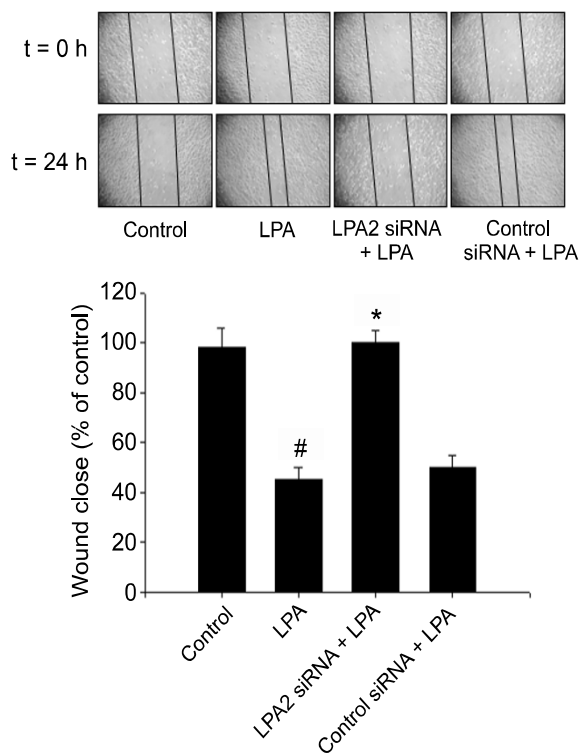 t = 0 h
t = 24 h
Control
LPA
LPA2 siRNA
+ LPA
Control
siRNA + LPA
120
100
80
60
40
20
0
Wound close (% of control)
#
*
Control
LPA
LPA2 siRNA + LPA
Control siRNA + LPA